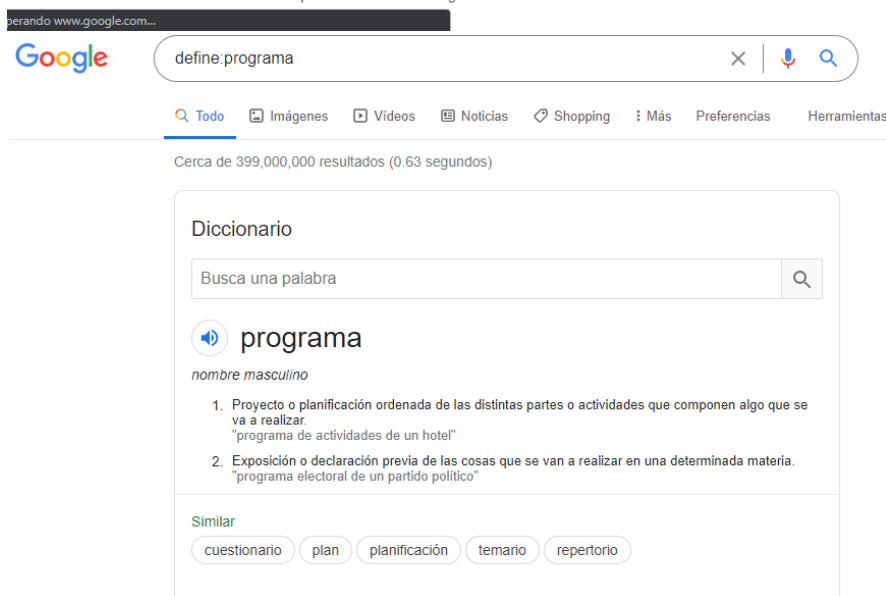 perando www.google.com...
Google
define:programa
Todo Imágenes Vídeos Noticias Shopping Más Preferencias Herramientas
Cerca de 399,000,000 resultados (0.63 segundos)
Diccionario
Busca una palabra
programa
nombre masculino
1. Proyecto o planificación ordenada de las distintas partes o actividades que componen algo que se
va a realizar.
"programa de actividades de un hotel"
2. Exposición o declaración previa de las cosas que se van a realizar en una determinada materia.
"programa electoral de un partido político"
Similar
cuestionario plan planificación temario repertorio